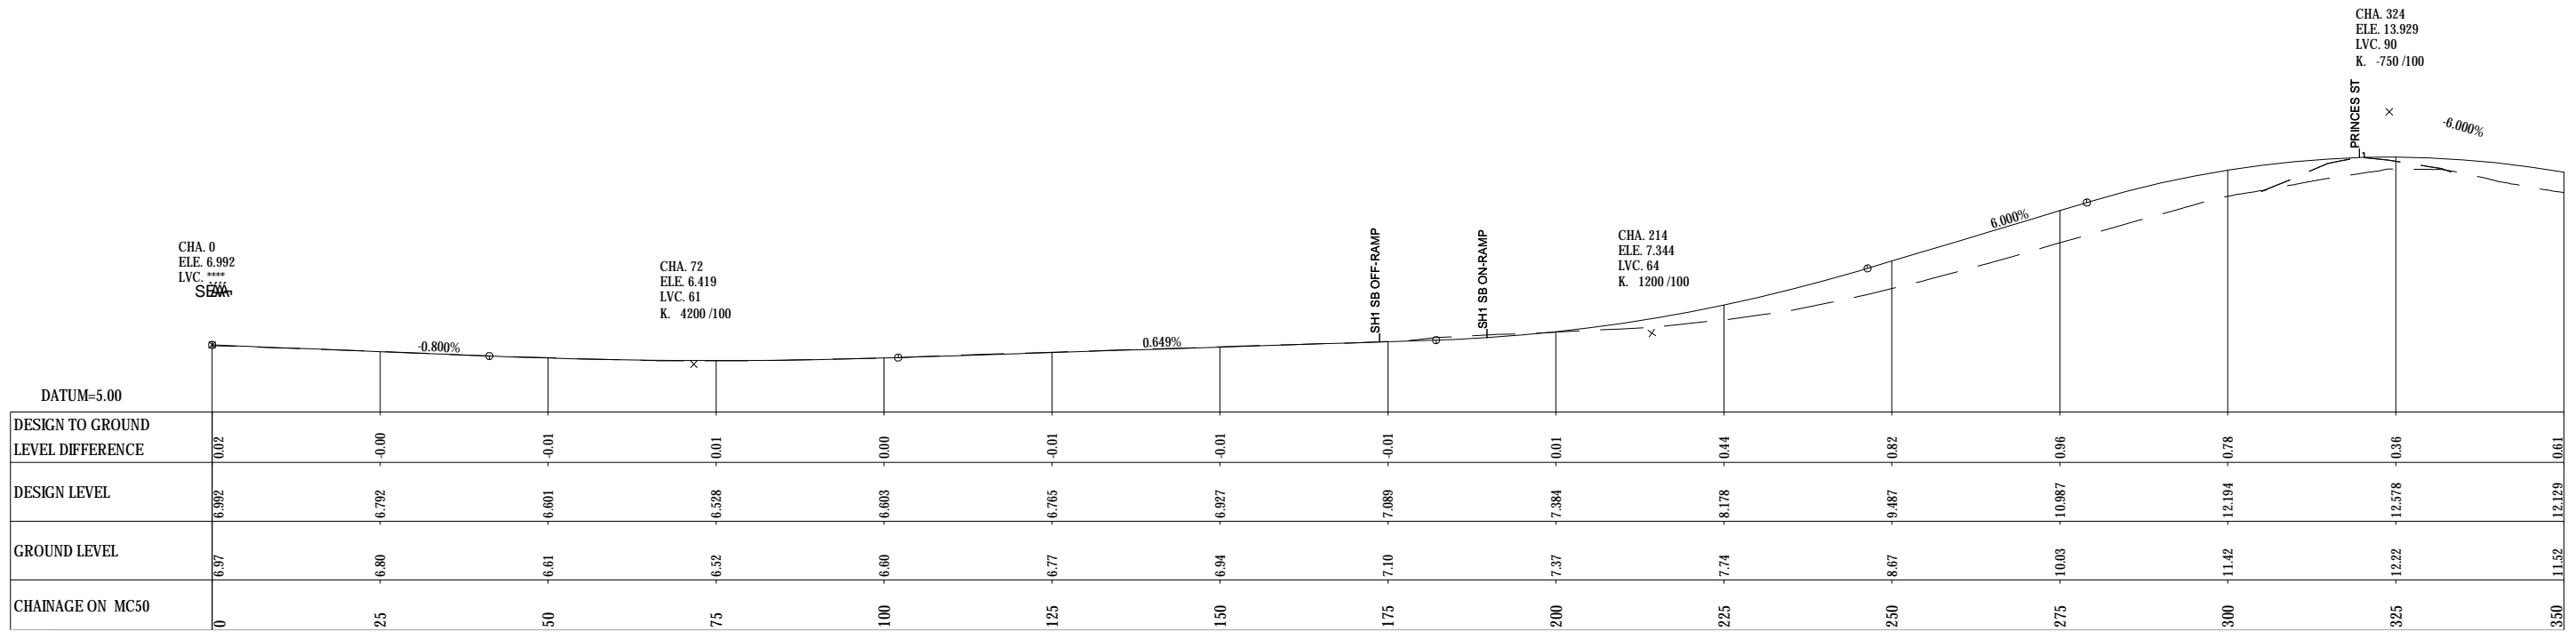 CHA. 324
ELE. 13.929
LVC. 90
K. -750 /100
PRINCES ST
-6.000%
6.000%
CHA. 0
ELE. 6.992
LVC. ****
CHA. 72
ELE. 6.419
LVC. 61
K. 4200 /100
SH1 SB OFF-RAMP
SH1 SB ON-RAMP
CHA. 214
ELE. 7.344
LVC. 64
K. 1200 /100
-0.800%
0.649%
DATUM=5.00
DESIGN TO GROUND
LEVEL DIFFERENCE 0.02 -0.00 -0.01 0.01 0.00 -0.01 -0.01 -0.01 0.01 0.44 0.82 0.96 0.78 0.36 0.61
DESIGN LEVEL 6.992 6.792 6.601 6.528 6.603 6.765 6.927 7.089 7.384 8.178 9.487 10.987 12.194 12.578 12.129
GROUND LEVEL 6.97 6.80 6.61 6.52 6.60 6.77 6.94 7.10 7.37 7.74 8.67 10.03 11.42 12.22 11.52
CHAINAGE ON MC50 0 25 50 75 100 125 150 175 200 225 250 275 300 325 350